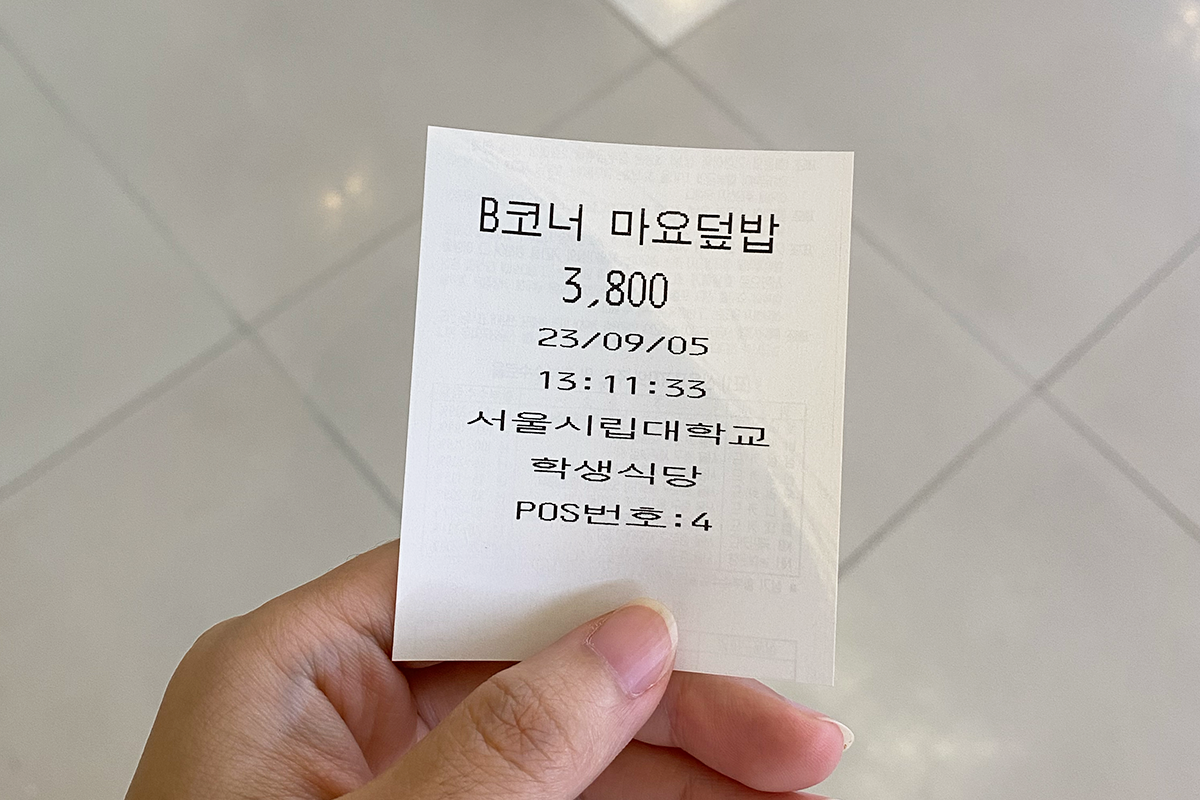 B코너 마요덮밥
3,800
23/09/05
13:11:33
서울시립대학교
학생식당
POS번호:4